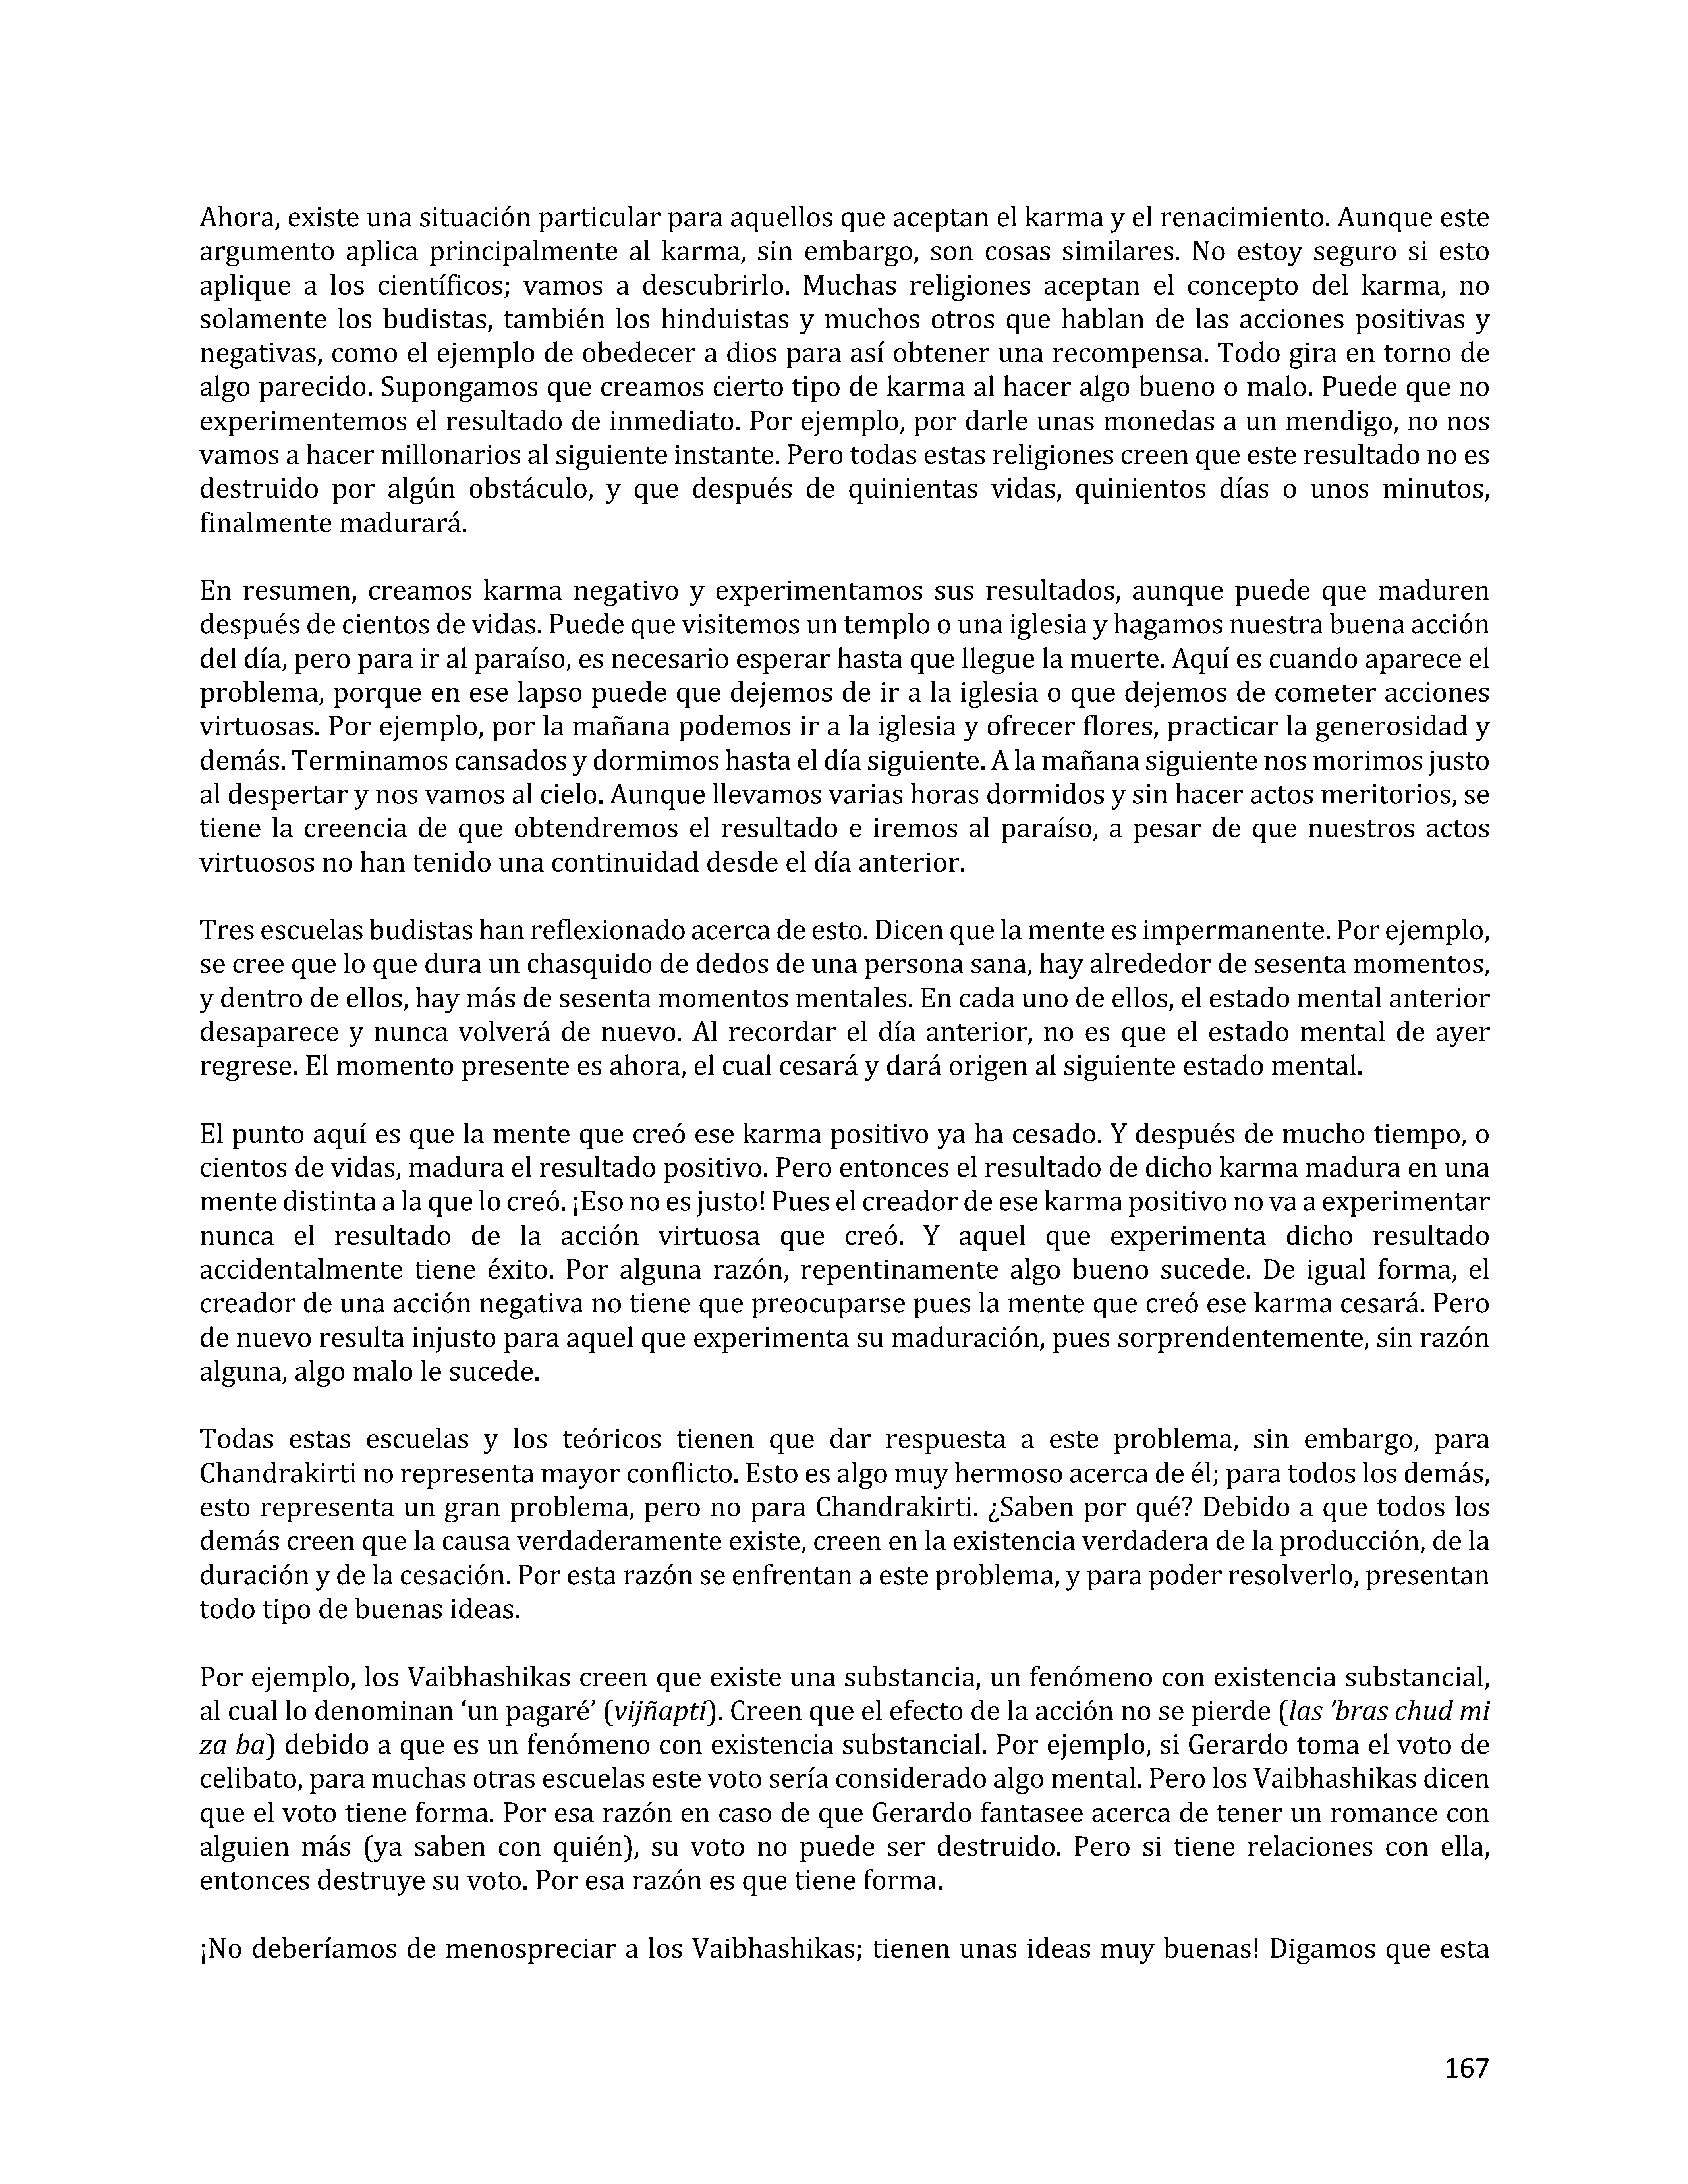 Ahora, existe una situación particular para aquellos que aceptan el karma y el renacimiento. Aunque este
argumento aplica principalmente al karma, sin embargo, son cosas similares. No estoy seguro si esto
aplique a los científicos; vamos a descubrirlo. Muchas religiones aceptan el concepto del karma, no
solamente los budistas, también los hinduistas y muchos otros que hablan de las acciones positivas y
negativas, como el ejemplo de obedecer a dios para así obtener una recompensa. Todo gira en torno de
algo parecido. Supongamos que creamos cierto tipo de karma al hacer algo bueno o malo. Puede que no
experimentemos el resultado de inmediato. Por ejemplo, por darle unas monedas a un mendigo, no nos
vamos a hacer millonarios al siguiente instante. Pero todas estas religiones creen que este resultado no es
destruido por algún obstáculo, y que después de quinientas vidas, quinientos días o unos minutos,
finalmente madurará.
En resumen, creamos karma negativo y experimentamos sus resultados, aunque puede que maduren
después de cientos de vidas. Puede que visitemos un templo o una iglesia y hagamos nuestra buena acción
del día, pero para ir al paraíso, es necesario esperar hasta que llegue la muerte. Aquí es cuando aparece el
problema, porque en ese lapso puede que dejemos de ir a la iglesia o que dejemos de cometer acciones
virtuosas. Por ejemplo, por la mañana podemos ir a la iglesia y ofrecer flores, practicar la generosidad y
demás. Terminamos cansados y dormimos hasta el día siguiente. A la mañana siguiente nos morimos justo
al despertar y nos vamos al cielo. Aunque llevamos varias horas dormidos y sin hacer actos meritorios, se
tiene la creencia de que obtendremos el resultado e iremos al paraíso, a pesar de que nuestros actos
virtuosos no han tenido una continuidad desde el día anterior.
Tres escuelas budistas han reflexionado acerca de esto. Dicen que la mente es impermanente. Por ejemplo,
se cree que lo que dura un chasquido de dedos de una persona sana, hay alrededor de sesenta momentos,
y dentro de ellos, hay más de sesenta momentos mentales. En cada uno de ellos, el estado mental anterior
desaparece y nunca volverá de nuevo. Al recordar el día anterior, no es que el estado mental de ayer
regrese. El momento presente es ahora, el cual cesará y dará origen al siguiente estado mental.
El punto aquí es que la mente que creó ese karma positivo ya ha cesado. Y después de mucho tiempo, o
cientos de vidas, madura el resultado positivo. Pero entonces el resultado de dicho karma madura en una
mente distinta a la que lo creó. ¡Eso no es justo! Pues el creador de ese karma positivo no va a experimentar
nunca el resultado de la acción virtuosa que creó. Y aquel que experimenta dicho resultado
accidentalmente tiene éxito. Por alguna razón, repentinamente algo bueno sucede. De igual forma, el
creador de una acción negativa no tiene que preocuparse pues la mente que creó ese karma cesará. Pero
de nuevo resulta injusto para aquel que experimenta su maduración, pues sorprendentemente, sin razón
alguna, algo malo le sucede.
Todas estas escuelas y los teóricos tienen que dar respuesta a este problema, sin embargo, para
Chandrakirti no representa mayor conflicto. Esto es algo muy hermoso acerca de él; para todos los demás,
esto representa un gran problema, pero no para Chandrakirti. ¿Saben por qué? Debido a que todos los
demás creen que la causa verdaderamente existe, creen en la existencia verdadera de la producción, de la
duración y de la cesación. Por esta razón se enfrentan a este problema, y para poder resolverlo, presentan
todo tipo de buenas ideas.
Por ejemplo, los Vaibhashikas creen que existe una substancia, un fenómeno con existencia substancial,
al cual lo denominan ‘un pagaré’ (vijñapti). Creen que el efecto de la acción no se pierde (las ’bras chud mi
za ba) debido a que es un fenómeno con existencia substancial. Por ejemplo, si Gerardo toma el voto de
celibato, para muchas otras escuelas este voto sería considerado algo mental. Pero los Vaibhashikas dicen
que el voto tiene forma. Por esa razón en caso de que Gerardo fantasee acerca de tener un romance con
alguien más (ya saben con quién), su voto no puede ser destruido. Pero si tiene relaciones con ella,
entonces destruye su voto. Por esa razón es que tiene forma.
¡No deberíamos de menospreciar a los Vaibhashikas; tienen unas ideas muy buenas! Digamos que esta
167